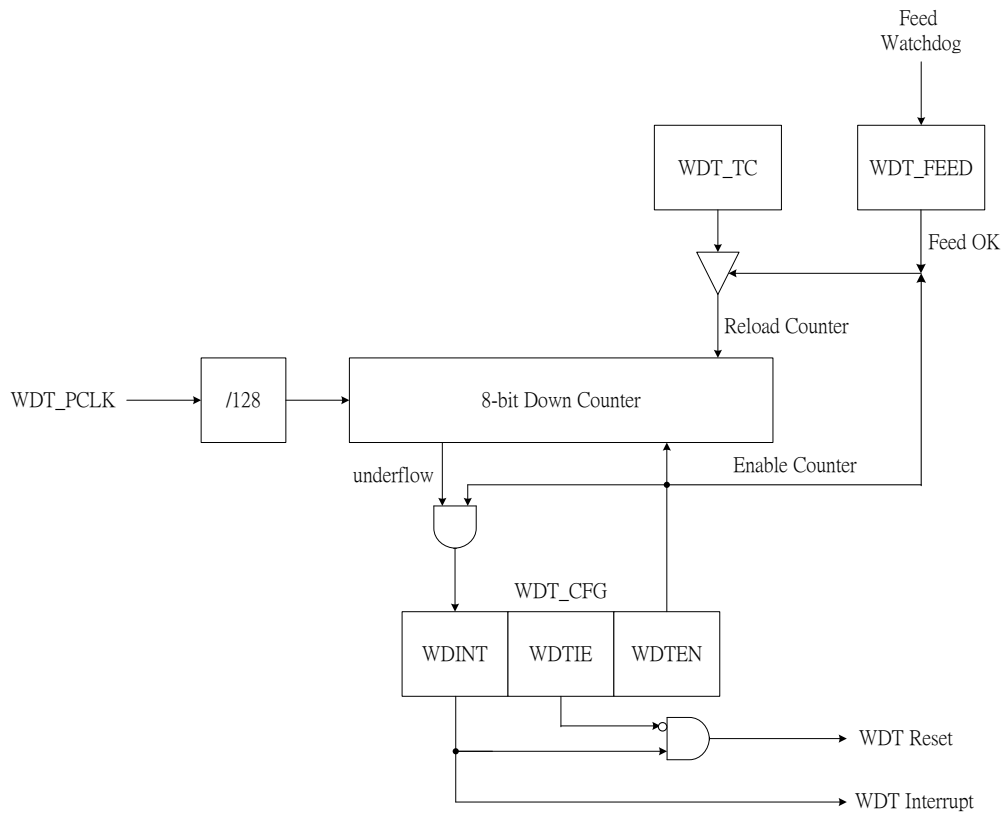 Feed
Watchdog
WDT_TC
WDT_FEED
Feed OK
Reload Counter
WDT_PCLK
/128
8-bit Down Counter
underflow
Enable Counter
WDT_CFG
WDINT
WDTIE
WDTEN
WDT Reset
WDT Interrupt